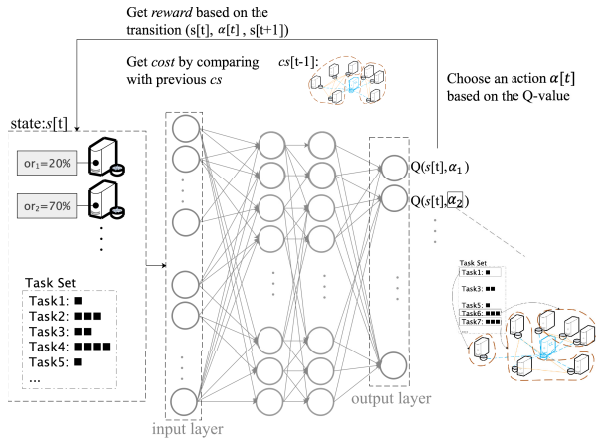 Get reward based on the
transition (s[t], α[t] , s[t+1])
Get cost by comparing
with previous cs
cs[t-1]:
Choose an action α[t]
based on the Q-value
state:s[t]
or₁=20%
or₂=70%
Task Set
Task1:
Task2:
Task3:
Task4:
Task5:
...
Q(s[t],α₁)
Q(s[t],α₂)
Task Set
Task1:
Task3:
Task5:
Task6:
Task7:
input layer
output layer